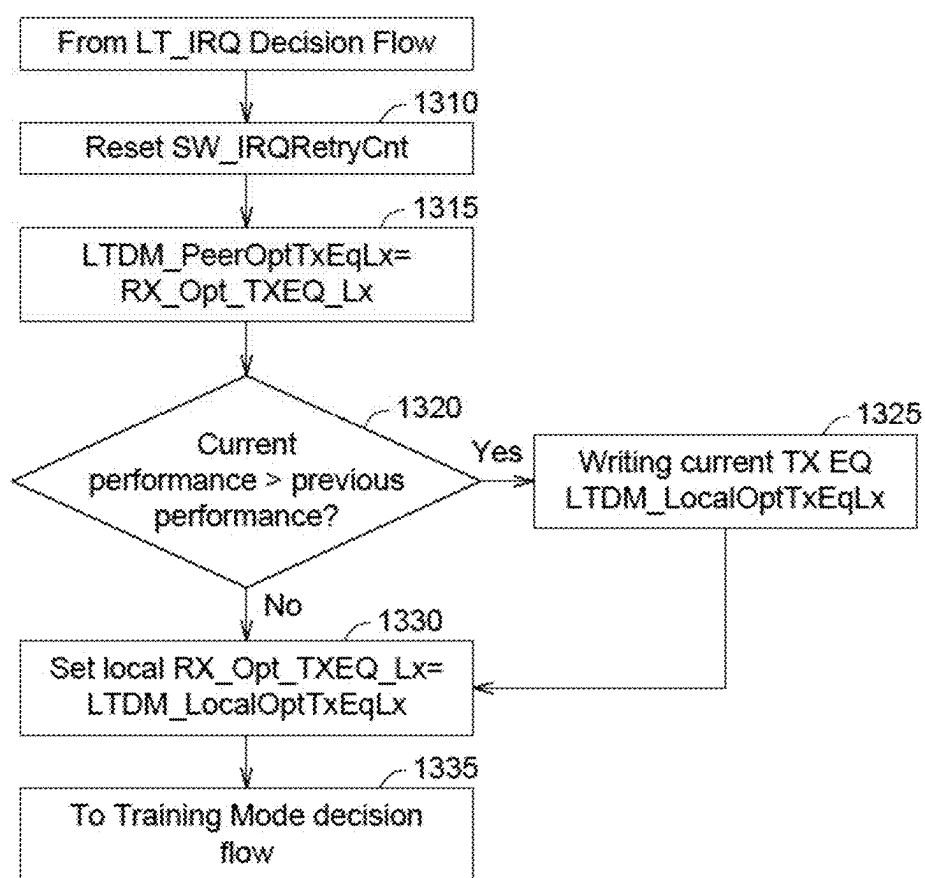 From LT_IRQ Decision Flow
1310
Reset SW_IRQRetryCnt
1315
LTDM_PeerOptTxEqLx=
RX_Opt_TXEQ_Lx
1320
Current
performance > previous
performance?
Yes
1325
Writing current TX EQ
LTDM_LocalOptTxEqLx
No
1330
Set local RX_Opt_TXEQ_Lx=
LTDM_LocalOptTxEqLx
1335
To Training Mode decision
flow